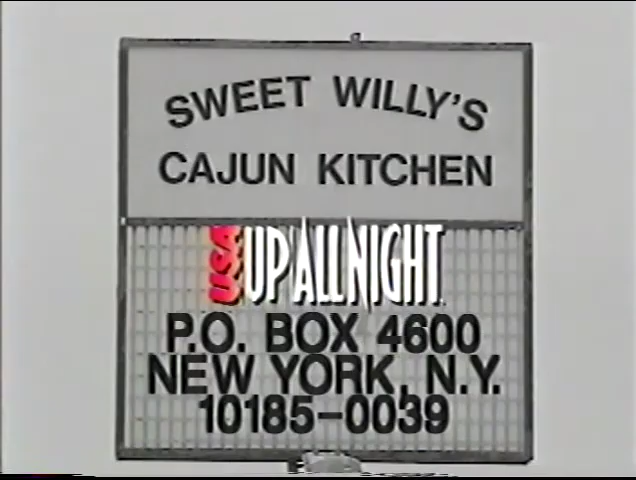 SWEET WILLY'S
CAJUN KITCHEN
USA UP ALL NIGHT
P.O. BOX 4600
NEW YORK, N.Y.
10185-0039